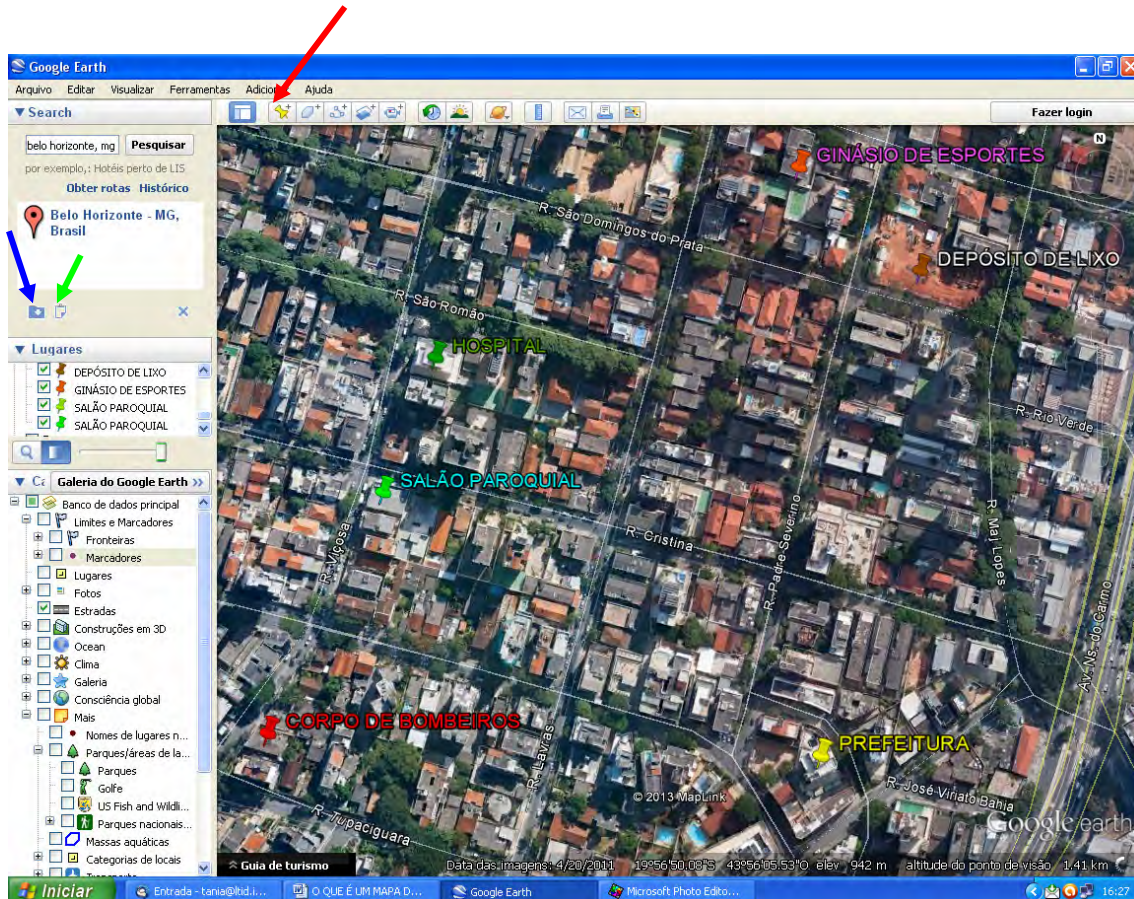 Google Earth
Arquivo Editar Visualizar Ferramentas Adicionar Ajuda
Search
Fazer login
belo horizonte, mg Pesquisar
por exemplo,: Hotéis perto de LIS
Obter rotas Histórico
Belo Horizonte - MG,
Brasil
Lugares
DEPÓSITO DE LIXO
GINÁSIO DE ESPORTES
SALÃO PAROQUIAL
SALÃO PAROQUIAL
Galeria do Google Earth >>
Banco de dados principal
Limites e Marcadores
Fronteiras
Marcadores
Lugares
Fotos
Estradas
Construções em 3D
Ocean
Clima
Galeria
Consciência global
Mais
Nomes de lugares n...
Parques/áreas de la...
Parques
Golfe
US Fish and Wildli...
Parques nacionais...
Massas aquáticas
Categorias de locais
N
GINÁSIO DE ESPORTES
R. São Domingos do Prata
DEPÓSITO DE LIXO
R. São Romão
HOSPITAL
R. Rio Verde
SALÃO PAROQUIAL
R. Viçosa
R. Cristina
R. Padre Severino
R. Maj Lopes
Av. Ns. do Carmo
CORPO DE BOMBEIROS
R. Lavras
PREFEITURA
R. José Viriato Bahia
© 2013 MapLink
R. Tupaciguara
Google earth
Guia de turismo
Data das imagens: 4/20/2011 19°56'50.08"S 43°56'05.53"O elev 942 m altitude do ponto de visão 1.41 km
Iniciar
Entrada - tania@ltid.i...
O QUE É UM MAPA D...
Google Earth
Microsoft Photo Edito...
16:27